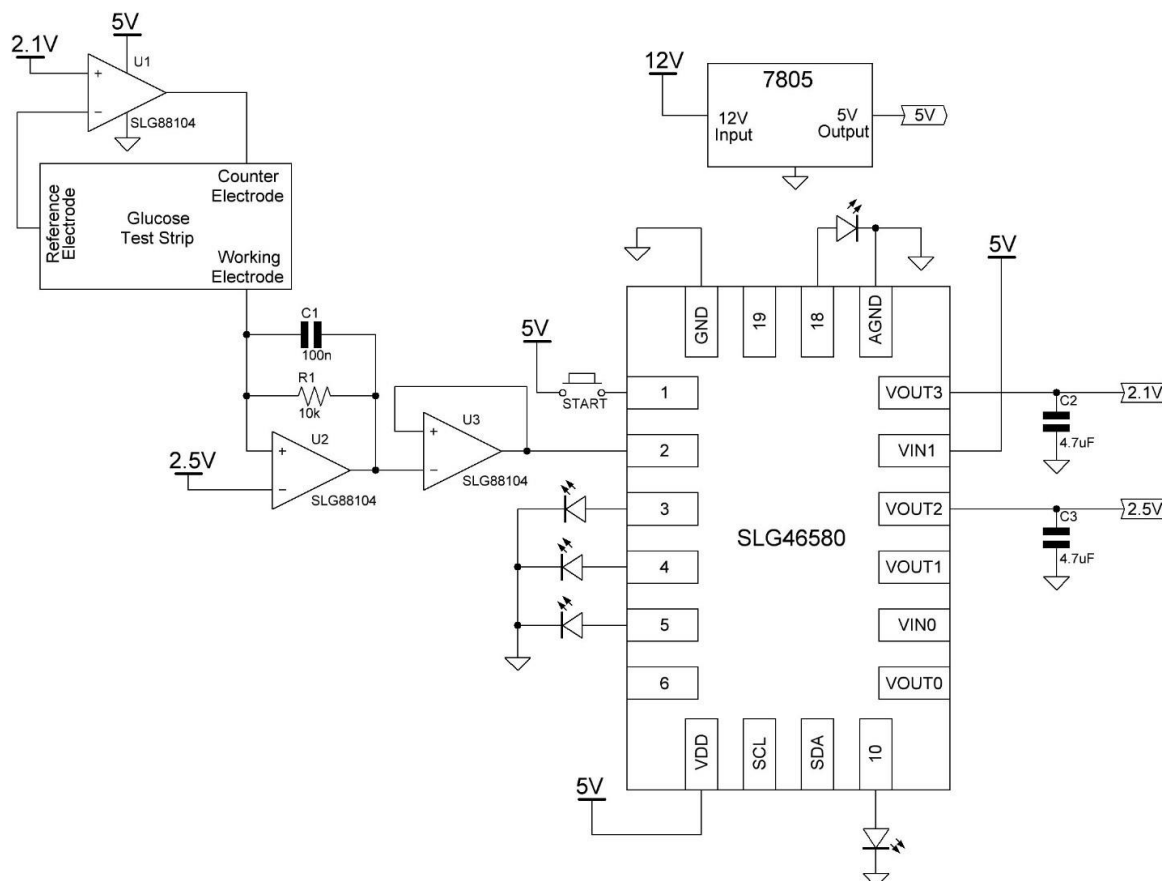 5V
2.1V
U1
+
−
SLG88104
Counter
Electrode
Reference
Electrode
Glucose
Test Strip
Working
Electrode
12V
7805
12V
Input
5V
Output
5V
C1
100n
R1
10k
U2
+
−
SLG88104
2.5V
U3
+
−
SLG88104
5V
START
5V
GND
19
18
AGND
1
2
3
4
5
6
SLG46580
VOUT3
VIN1
VOUT2
VOUT1
VIN0
VOUT0
C2
4.7uF
2.1V
C3
4.7uF
2.5V
VDD
SCL
SDA
10
5V